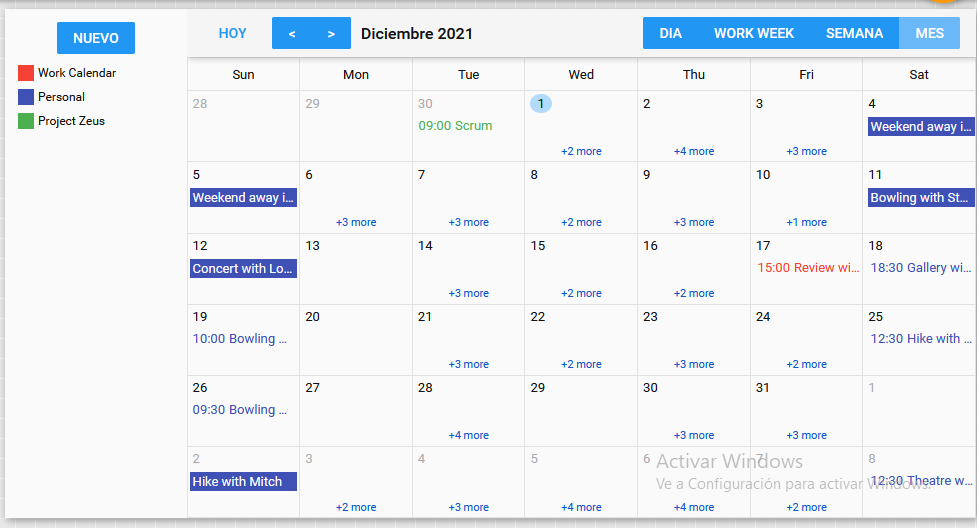 NUEVO
HOY < > Diciembre 2021 DIA WORK WEEK SEMANA MES
Work Calendar
Personal
Project Zeus
Sun Mon Tue Wed Thu Fri Sat
28 29 30 1 2 3 4
09:00 Scrum Weekend away i...
+2 more +4 more +3 more
5 6 7 8 9 10 11
Weekend away i... Bowling with St...
+3 more +3 more +2 more +3 more +1 more
12 13 14 15 16 17 18
Concert with Lo... 15:00 Review wi... 18:30 Gallery wi...
+3 more +2 more +2 more
19 20 21 22 23 24 25
10:00 Bowling ... 12:30 Hike with ...
+3 more +2 more +3 more +2 more
26 27 28 29 30 31 1
09:30 Bowling ...
+4 more +3 more +3 more
2 3 4 5 6 7 8
Hike with Mitch 12:30 Theatre w...
+2 more +3 more +4 more +4 more +2 more
Activar Windows
Ve a Configuración para activar Windows.